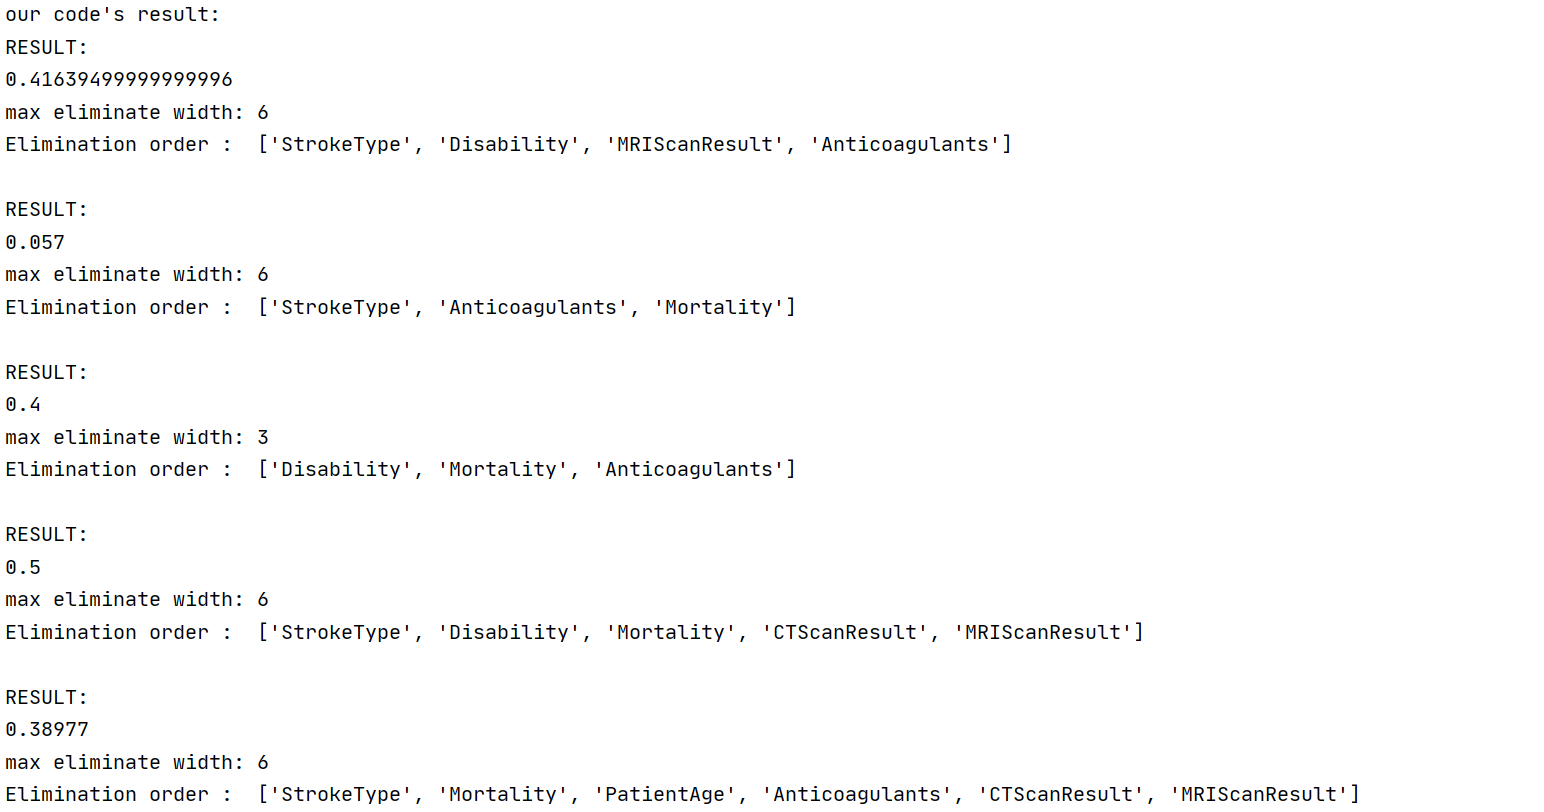 our code's result:
RESULT:
0.41639499999999996
max eliminate width: 6
Elimination order :  ['StrokeType', 'Disability', 'MRIScanResult', 'Anticoagulants']
RESULT:
0.057
max eliminate width: 6
Elimination order :  ['StrokeType', 'Anticoagulants', 'Mortality']
RESULT:
0.4
max eliminate width: 3
Elimination order :  ['Disability', 'Mortality', 'Anticoagulants']
RESULT:
0.5
max eliminate width: 6
Elimination order :  ['StrokeType', 'Disability', 'Mortality', 'CTScanResult', 'MRIScanResult']
RESULT:
0.38977
max eliminate width: 6
Elimination order :  ['StrokeType', 'Mortality', 'PatientAge', 'Anticoagulants', 'CTScanResult', 'MRIScanResult']